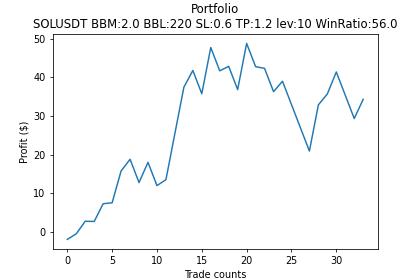 Portfolio
SOLUSDT BBM:2.0 BBL:220 SL:0.6 TP:1.2 lev:10 WinRatio:56.0
50
40
30
20
10
0
Profit ($)
0 5 10 15 20 25 30
Trade counts